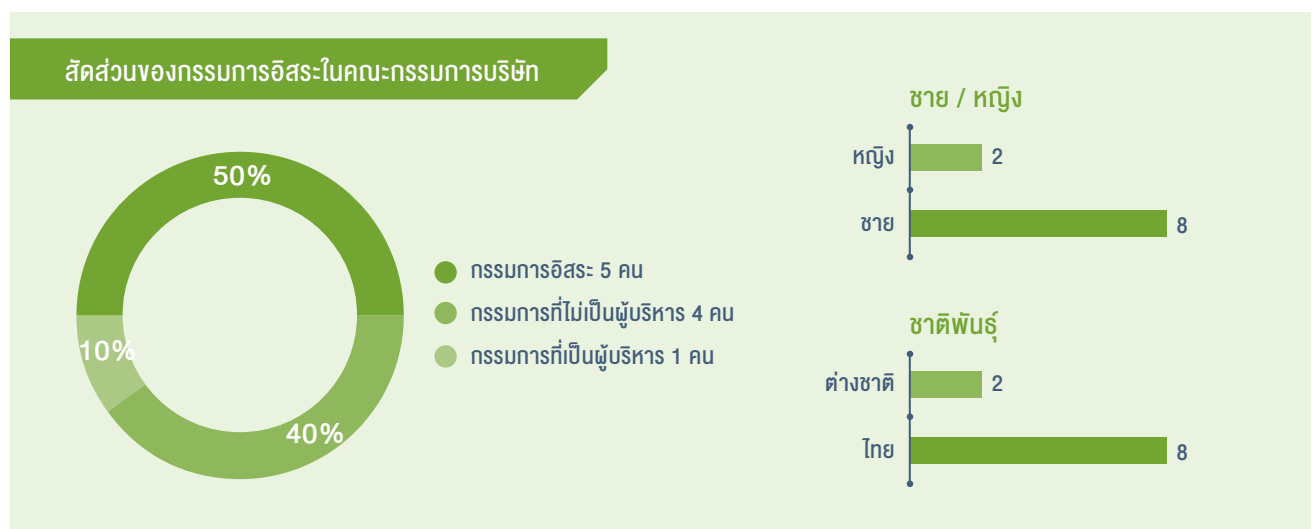 สัดส่วนของกรรมการอิสระในคณะกรรมการบริษัท
50%
10%
40%
กรรมการอิสระ 5 คน
กรรมการที่ไม่เป็นผู้บริหาร 4 คน
กรรมการที่เป็นผู้บริหาร 1 คน
ชาย / หญิง
หญิง 2
ชาย 8
ชาติพันธุ์
ต่างชาติ 2
ไทย 8